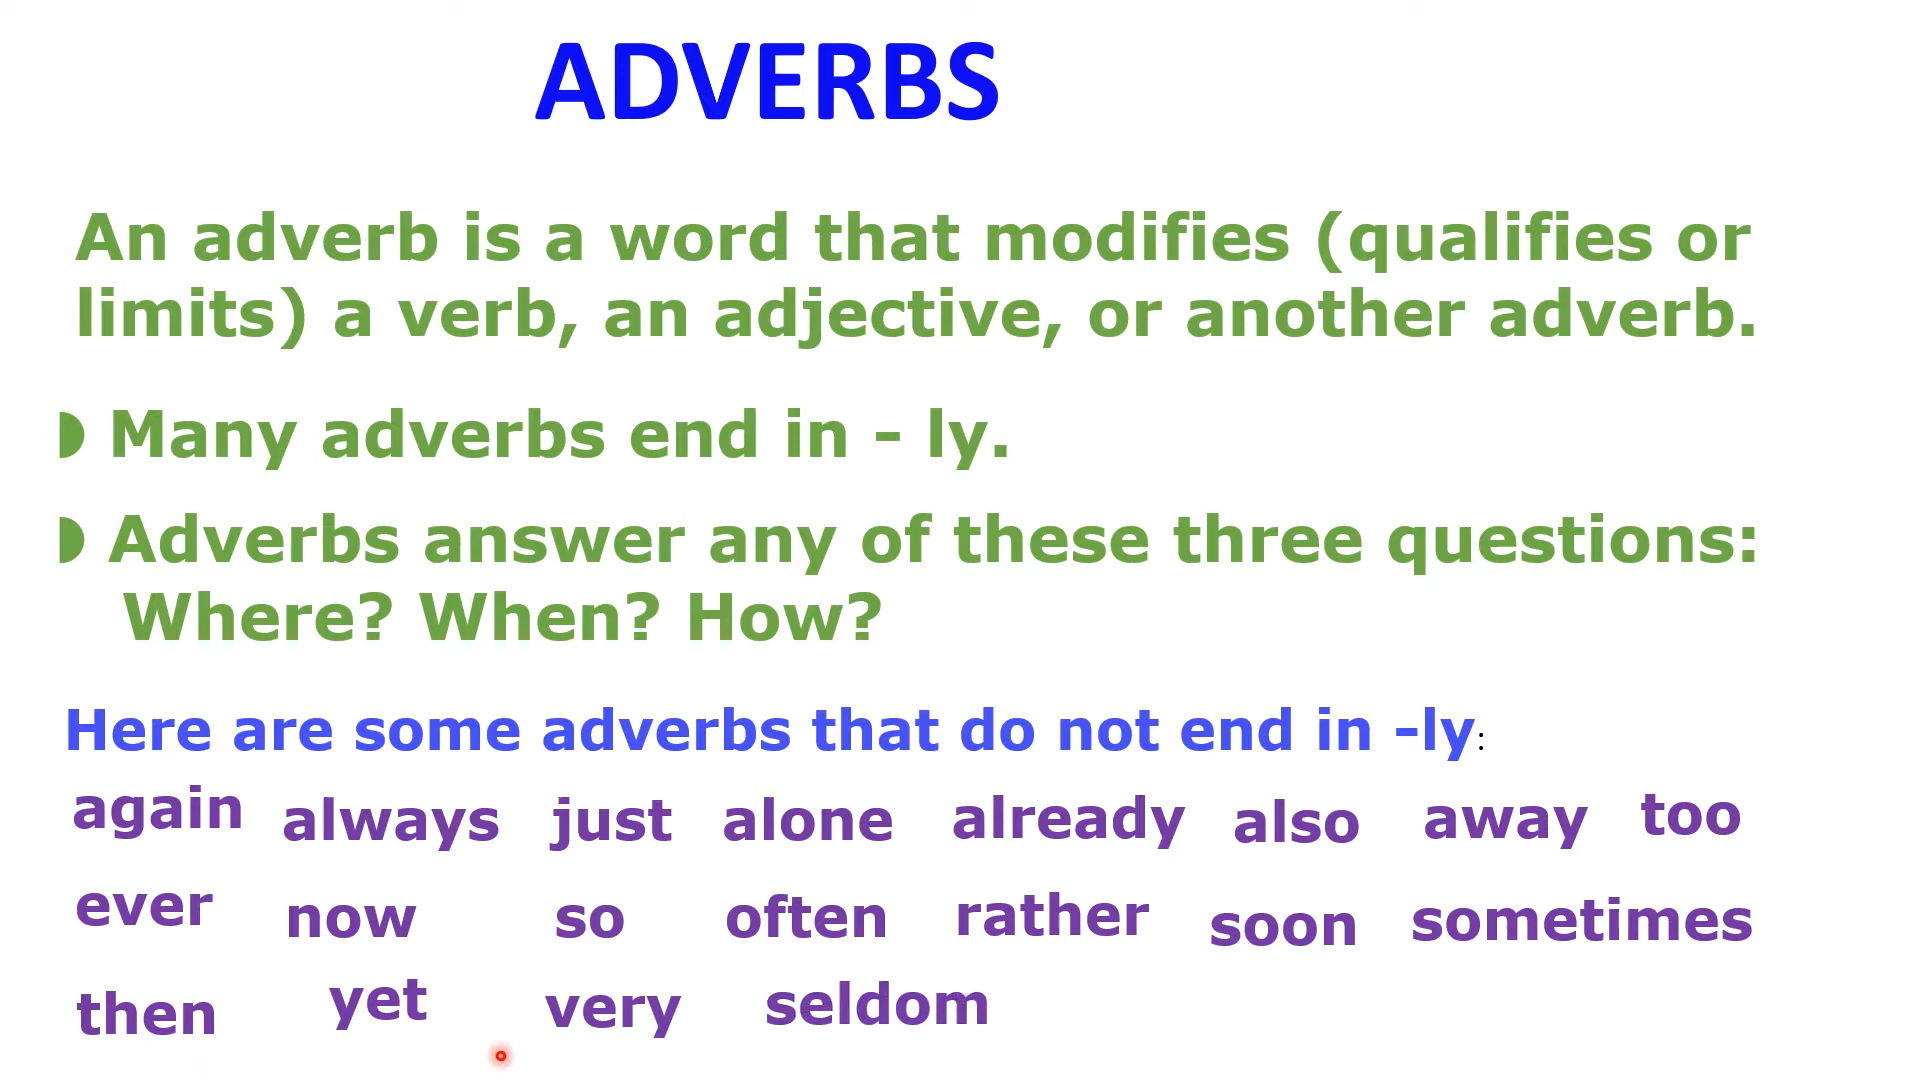 ADVERBS
An adverb is a word that modifies (qualifies or
limits) a verb, an adjective, or another adverb.
◗ Many adverbs end in - ly.
◗ Adverbs answer any of these three questions:
Where? When? How?
Here are some adverbs that do not end in -ly:
again always just alone already also away too
ever now so often rather soon sometimes
then yet very seldom